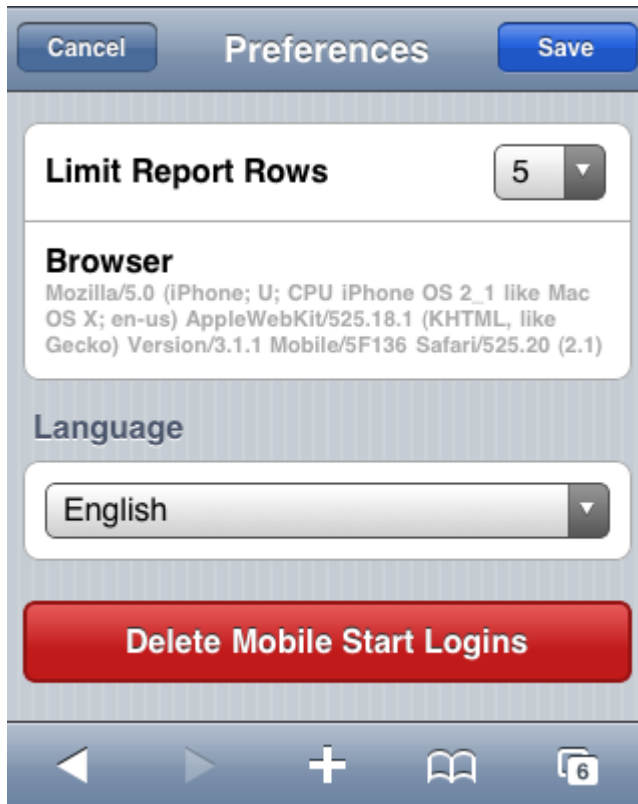 Cancel Preferences Save
Limit Report Rows 5
Browser
Mozilla/5.0 (iPhone; U; CPU iPhone OS 2_1 like Mac
OS X; en-us) AppleWebKit/525.18.1 (KHTML, like
Gecko) Version/3.1.1 Mobile/5F136 Safari/525.20 (2.1)
Language
English
Delete Mobile Start Logins
6